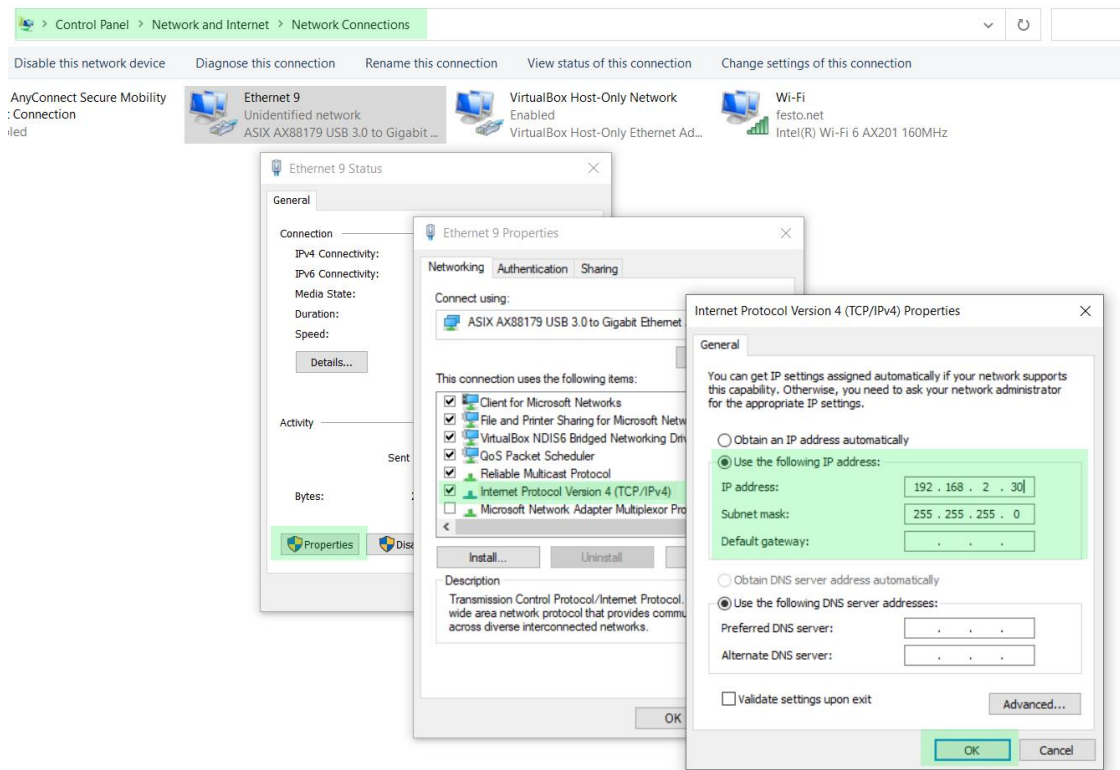 Control Panel > Network and Internet > Network Connections
Disable this network device Diagnose this connection Rename this connection View status of this connection Change settings of this connection
AnyConnect Secure Mobility
Connection
Ethernet 9
Unidentified network
ASIX AX88179 USB 3.0 to Gigabit ...
VirtualBox Host-Only Network
Enabled
VirtualBox Host-Only Ethernet Ad...
Wi-Fi
festo.net
Intel(R) Wi-Fi 6 AX201 160MHz
Ethernet 9 Status
General
Connection
IPv4 Connectivity:
IPv6 Connectivity:
Media State:
Duration:
Speed:
Details...
Activity
Sent
Bytes:
Properties
Ethernet 9 Properties
Networking Authentication Sharing
Connect using:
ASIX AX88179 USB 3.0 to Gigabit Ethernet
This connection uses the following items:
Client for Microsoft Networks
File and Printer Sharing for Microsoft Netw
VirtualBox NDIS6 Bridged Networking Driv
QoS Packet Scheduler
Reliable Multicast Protocol
Internet Protocol Version 4 (TCP/IPv4)
Microsoft Network Adapter Multiplexor Pro
Install... Uninstall
Description
Transmission Control Protocol/Internet Protocol.
wide area network protocol that provides commu
across diverse interconnected networks.
OK
Internet Protocol Version 4 (TCP/IPv4) Properties
General
You can get IP settings assigned automatically if your network supports
this capability. Otherwise, you need to ask your network administrator
for the appropriate IP settings.
Obtain an IP address automatically
Use the following IP address:
IP address: 192 . 168 . 2 . 30
Subnet mask: 255 . 255 . 255 . 0
Default gateway: . . .
Obtain DNS server address automatically
Use the following DNS server addresses:
Preferred DNS server: . . .
Alternate DNS server: . . .
Validate settings upon exit
Advanced...
OK Cancel